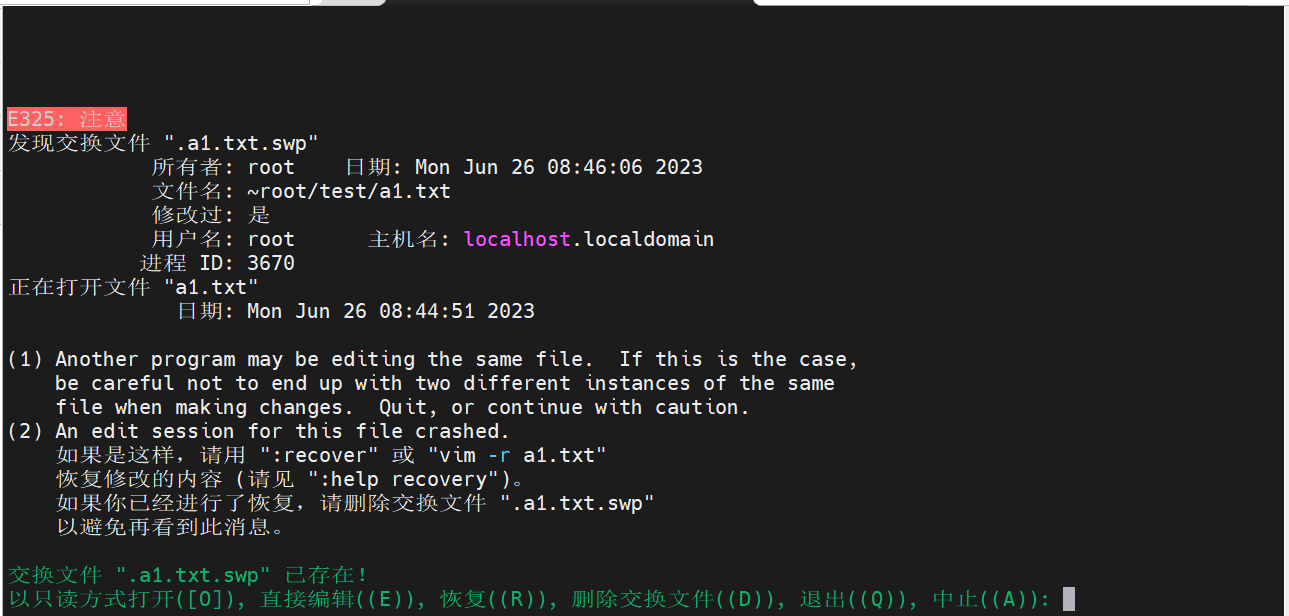 E325: 注意
发现交换文件 ".a1.txt.swp"
所有者: root    日期: Mon Jun 26 08:46:06 2023
文件名: ~root/test/a1.txt
修改过: 是
用户名: root      主机名: localhost.localdomain
进程 ID: 3670
正在打开文件 "a1.txt"
日期: Mon Jun 26 08:44:51 2023
(1) Another program may be editing the same file.  If this is the case,
be careful not to end up with two different instances of the same
file when making changes.  Quit, or continue with caution.
(2) An edit session for this file crashed.
如果是这样，请用 ":recover" 或 "vim -r a1.txt"
恢复修改的内容 (请见 ":help recovery")。
如果你已经进行了恢复，请删除交换文件 ".a1.txt.swp"
以避免再看到此消息。
交换文件 ".a1.txt.swp" 已存在!
以只读方式打开([O]), 直接编辑((E)), 恢复((R)), 删除交换文件((D)), 退出((Q)), 中止((A)):